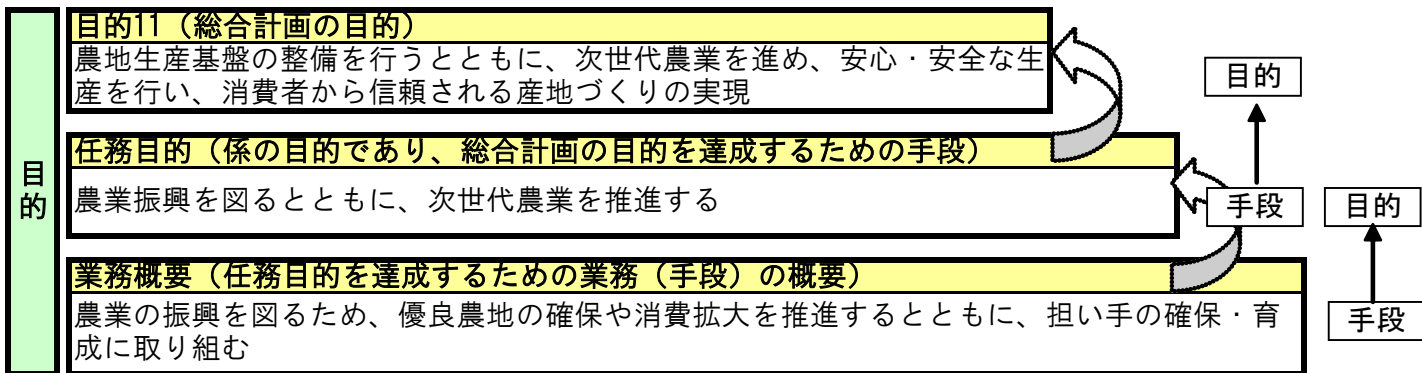 目的11(総合計画の目的)
農地生産基盤の整備を行うとともに、次世代農業を進め、安心・安全な生
産を行い、消費者から信頼される産地づくりの実現
目的
任務目的(係の目的であり、総合計画の目的を達成するための手段)
目的
農業振興を図るとともに、次世代農業を推進する
手段
目的
業務概要(任務目的を達成するための業務(手段)の概要)
農業の振興を図るため、優良農地の確保や消費拡大を推進するとともに、担い手の確保・育
成に取り組む
手段